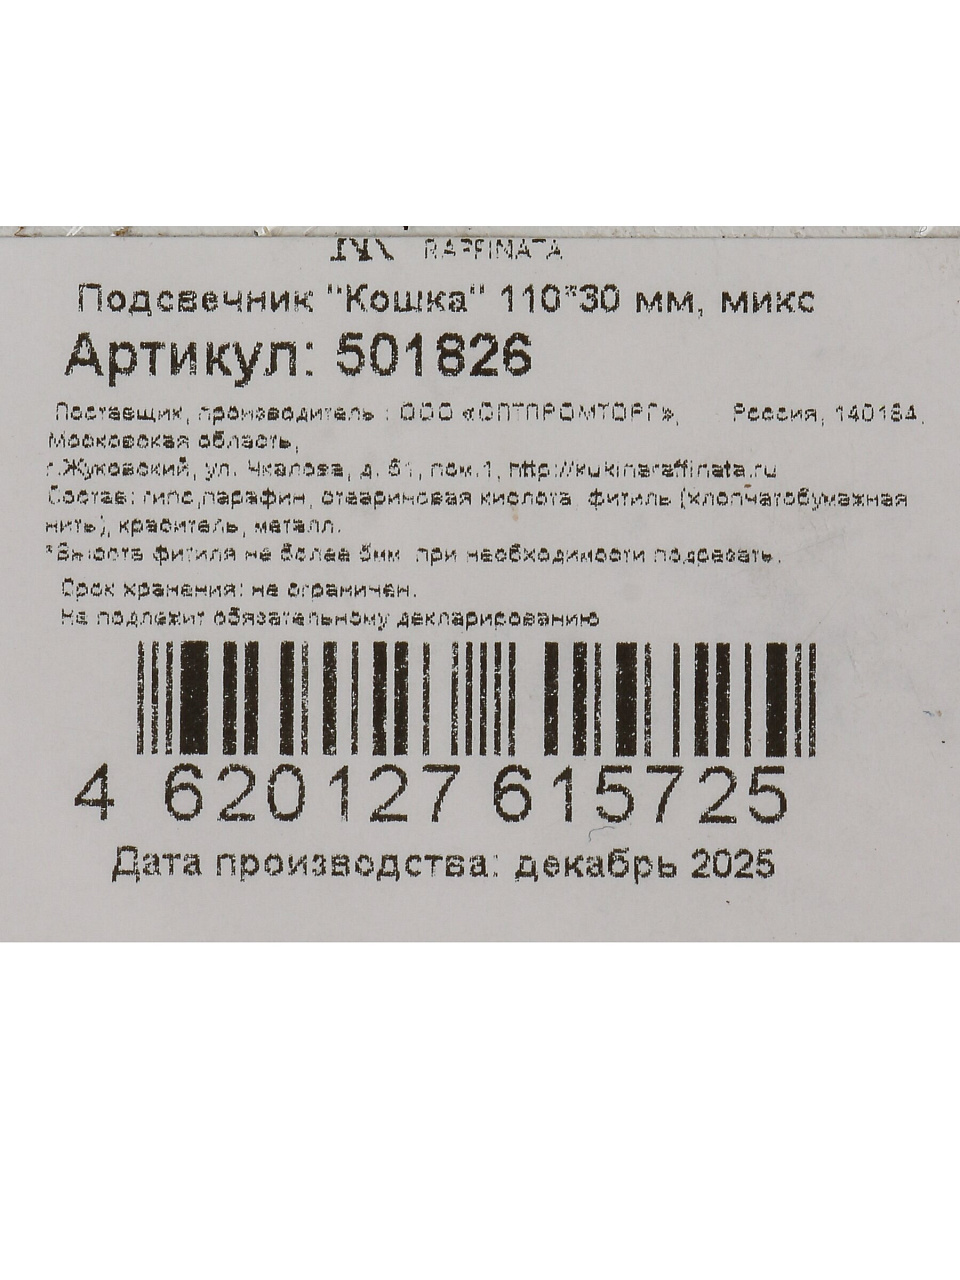 RAFFINATA
Подсвечник "Кошка" 110*30 мм, микс
Артикул: 501826
Поставщик, производитель : ООО «ОПТПРОМТОРГ», Россия, 140184,
Московская область,
г.Жуковский, ул. Чкалова, д. 51, пом.1, http://kukinaraffinata.ru
Состав: гипс,парафин, стеариновая кислота, фитиль (хлопчатобумажная
нить), краситель, металл.
*Высота фитиля не более 5мм, при необходимости подрезать.
Срок хранения: не ограничен.
Не подлежит обязательному декларированию
4 620127 615725
Дата производства: декабрь 2025